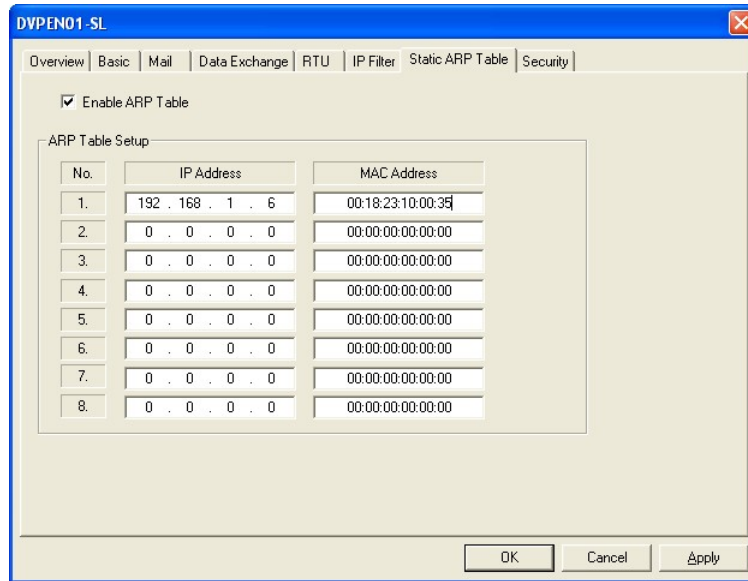 DVPEN01-SL
Overview Basic Mail Data Exchange RTU IP Filter Static ARP Table Security
Enable ARP Table
ARP Table Setup
No. IP Address MAC Address
1. 192 . 168 . 1 . 6 00:18:23:10:00:35
2. 0 . 0 . 0 . 0 00:00:00:00:00:00
3. 0 . 0 . 0 . 0 00:00:00:00:00:00
4. 0 . 0 . 0 . 0 00:00:00:00:00:00
5. 0 . 0 . 0 . 0 00:00:00:00:00:00
6. 0 . 0 . 0 . 0 00:00:00:00:00:00
7. 0 . 0 . 0 . 0 00:00:00:00:00:00
8. 0 . 0 . 0 . 0 00:00:00:00:00:00
OK Cancel Apply